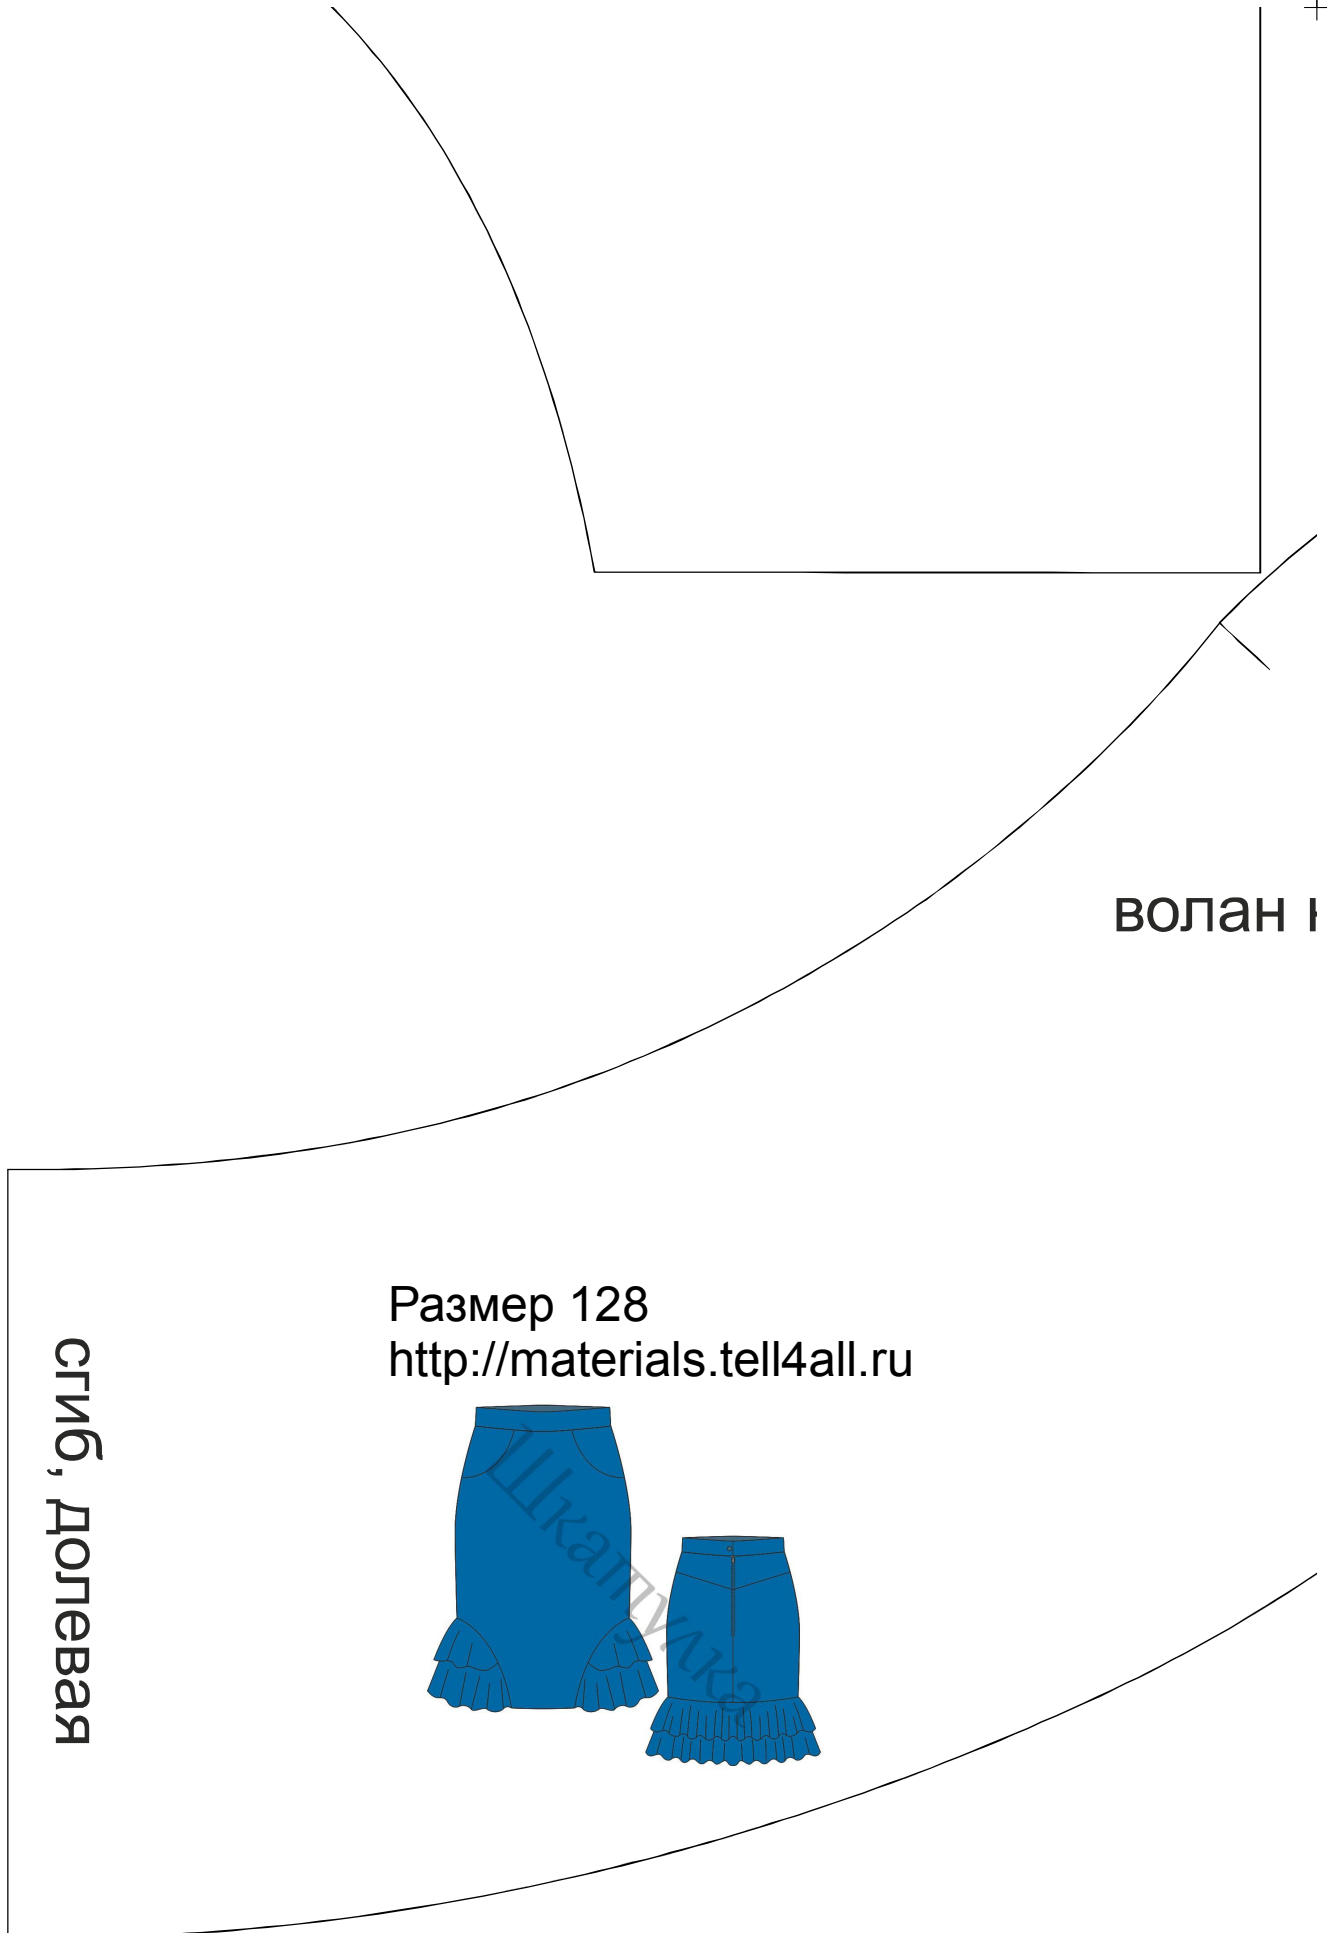 волан
Размер 128
http://materials.tell4all.ru
сгиб, долевая
Шкатулка